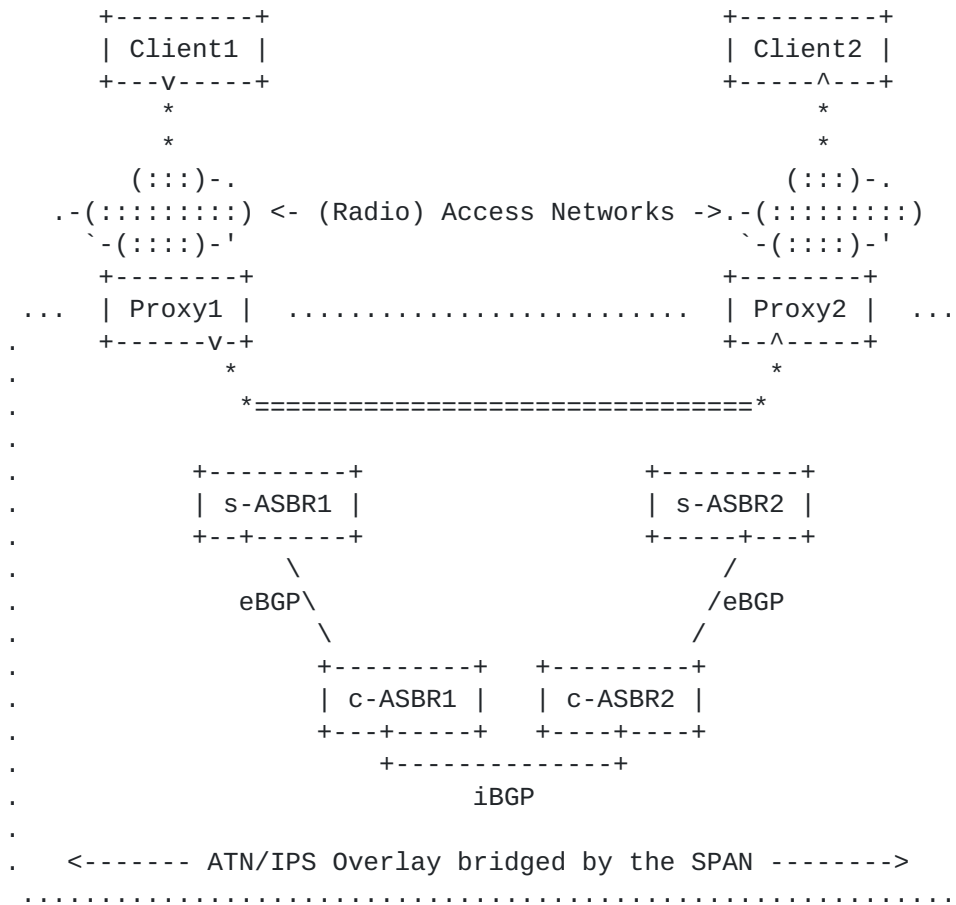 Client1 Client2
<- (Radio) Access Networks ->
... Proxy1 .......................... Proxy2 ...
s-ASBR1 s-ASBR2
eBGP eBGP
c-ASBR1 c-ASBR2
iBGP
<------- ATN/IPS Overlay bridged by the SPAN -------->